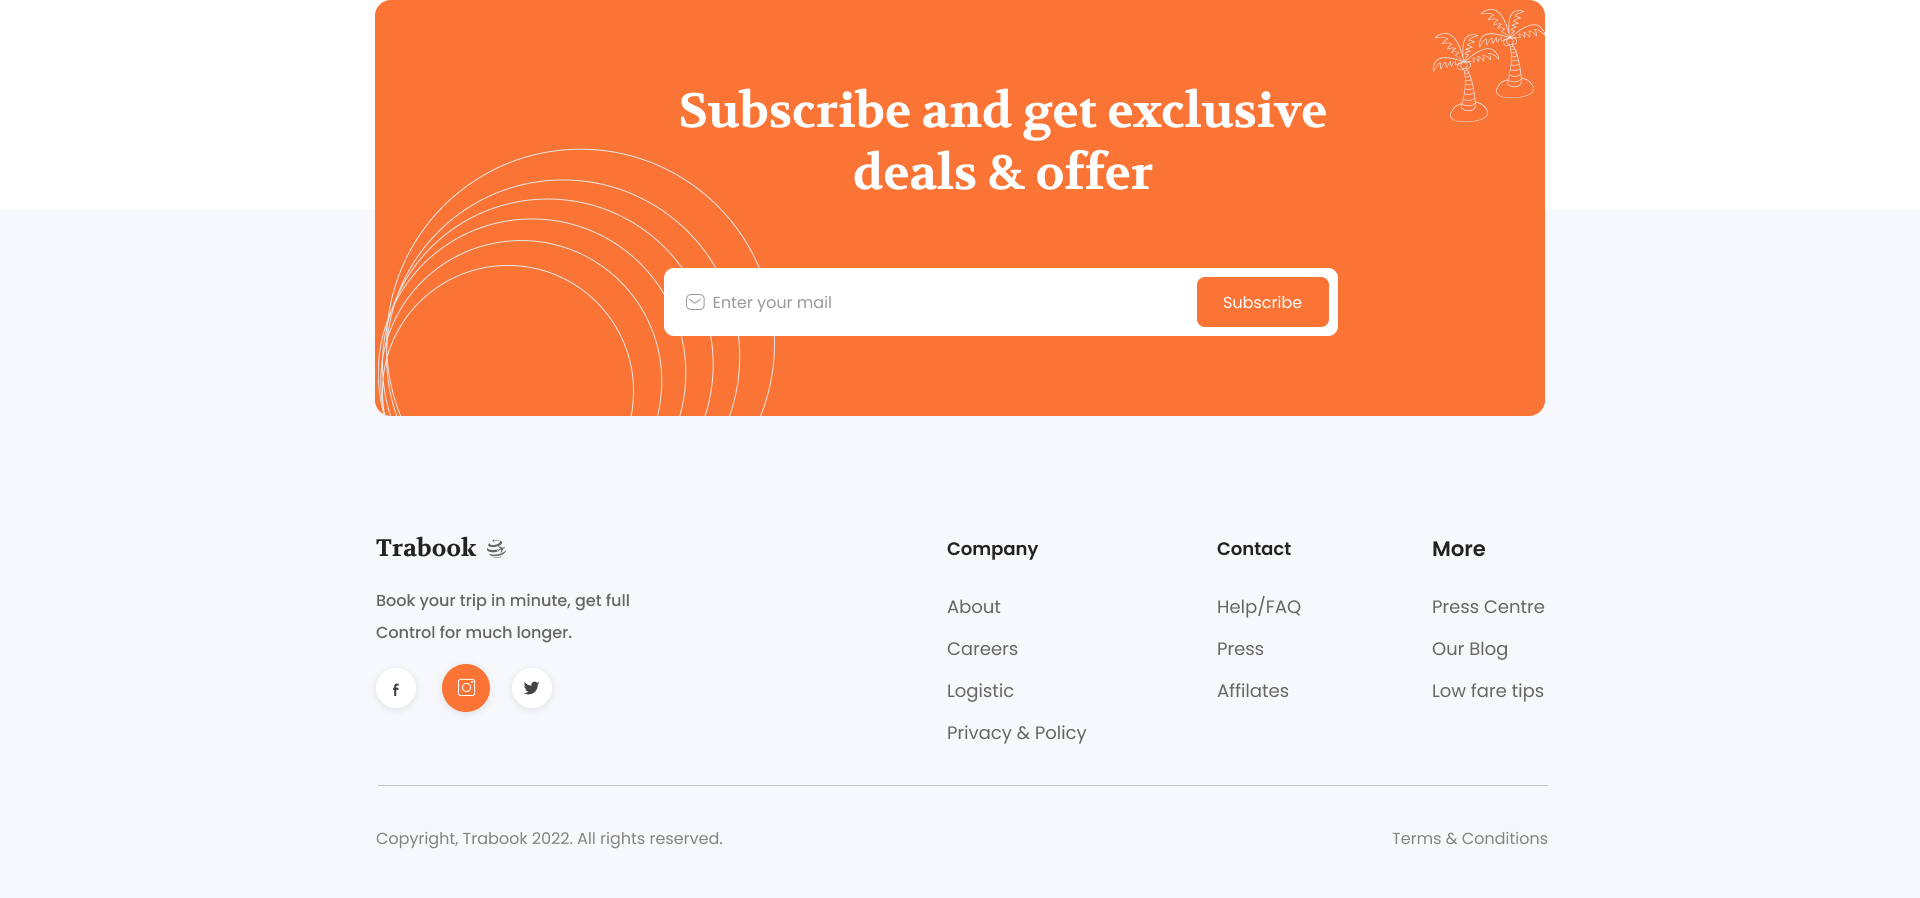 Subscribe and get exclusive
deals & offer
Enter your mail
Subscribe
Trabook
Book your trip in minute, get full
Control for much longer.
Company
About
Careers
Logistic
Privacy & Policy
Contact
Help/FAQ
Press
Affilates
More
Press Centre
Our Blog
Low fare tips
Copyright, Trabook 2022. All rights reserved.
Terms & Conditions